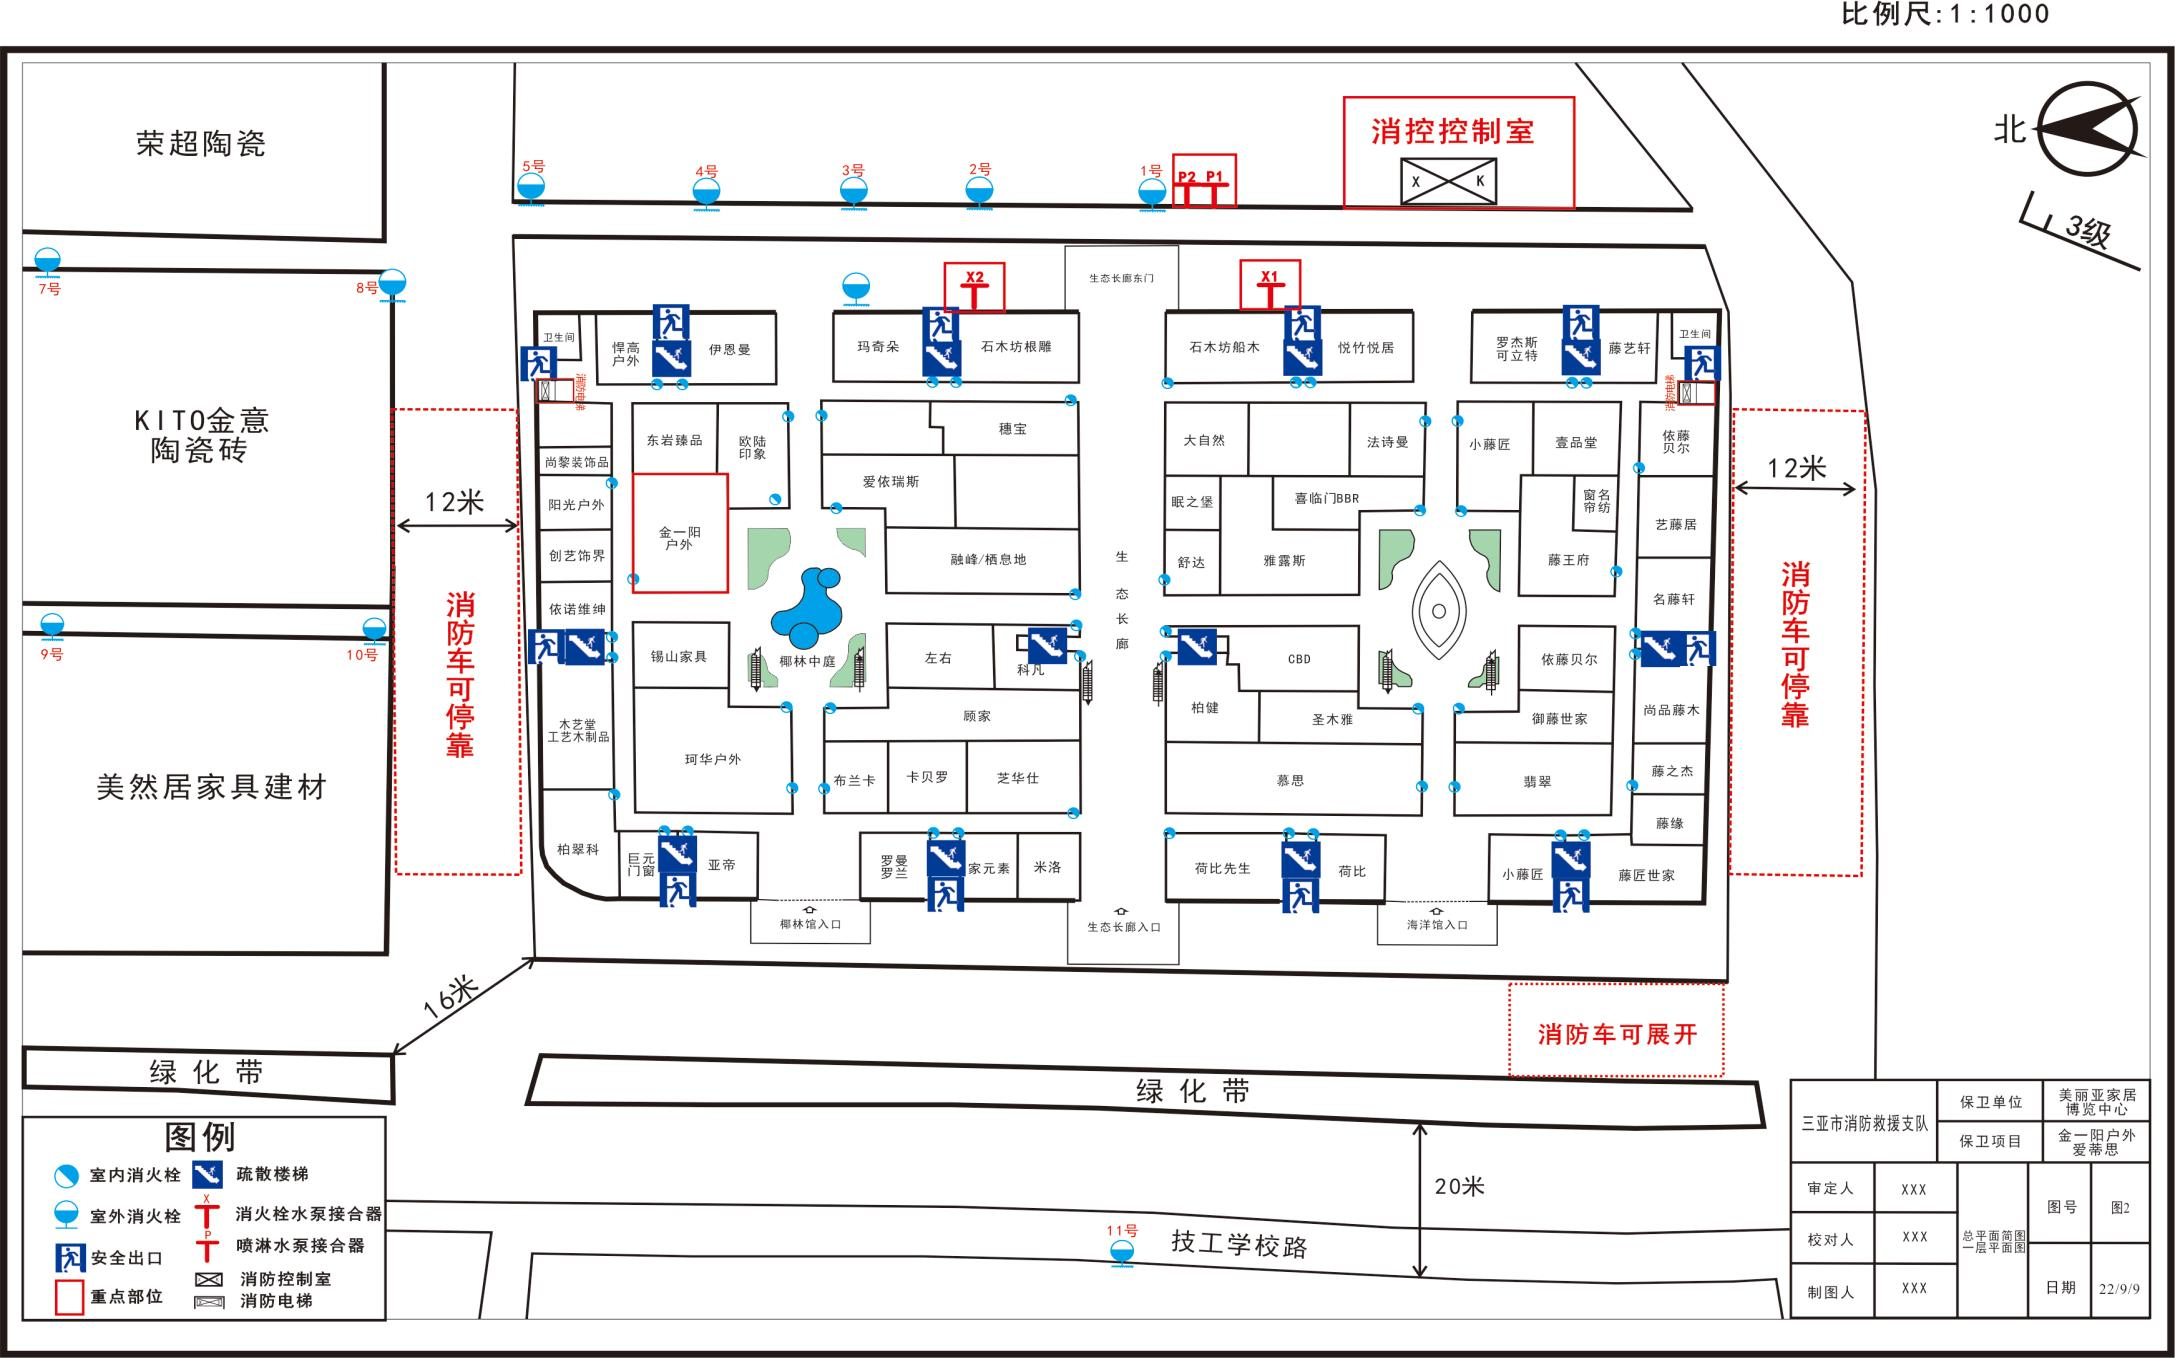 比例尺:1:1000
荣超陶瓷
5号
4号
3号
2号
1号
P2 P1
消控控制室
X K
北
3级
7号
8号
X2
生态长廊东门
X1
卫生间
悍高
户外
伊恩曼
玛奇朵
石木坊根雕
石木坊船木
悦竹悦居
罗杰斯
可立特
藤艺轩
卫生间
消防电梯
消防电梯
KITO金意
陶瓷砖
12米
消防车可停靠
东岩臻品
欧陆
印象
穗宝
大自然
法诗曼
小藤匠
壹品堂
依藤
贝尔
12米
消防车可停靠
尚黎装饰品
阳光户外
爱依瑞斯
眠之堡
喜临门BBR
窗名
帘纺
艺藤居
金一阳
户外
创艺饰界
融峰/栖息地
生态长廊
舒达
雅露斯
藤王府
依诺维绅
名藤轩
9号
10号
锡山家具
椰林中庭
左右
科凡
CBD
依藤贝尔
木艺堂
工艺木制品
顾家
柏健
圣木雅
御藤世家
尚品藤木
珂华户外
布兰卡
卡贝罗
芝华仕
慕思
翡翠
藤之杰
美然居家具建材
藤缘
柏翠科
巨元
门窗
亚帝
罗曼
罗兰
家元素
米洛
荷比先生
荷比
小藤匠
藤匠世家
椰林馆入口
生态长廊入口
海洋馆入口
16米
消防车可展开
绿化带
绿化带
20米
11号
技工学校路
图例
室内消火栓
疏散楼梯
室外消火栓
X
消火栓水泵接合器
安全出口
P
喷淋水泵接合器
重点部位
消防控制室
消防电梯
三亚市消防救援支队
保卫单位
美丽亚家居
博览中心
保卫项目
金一阳户外
爱蒂思
审定人
XXX
校对人
XXX
制图人
XXX
总平面简图
一层平面图
图号
图2
日期
22/9/9